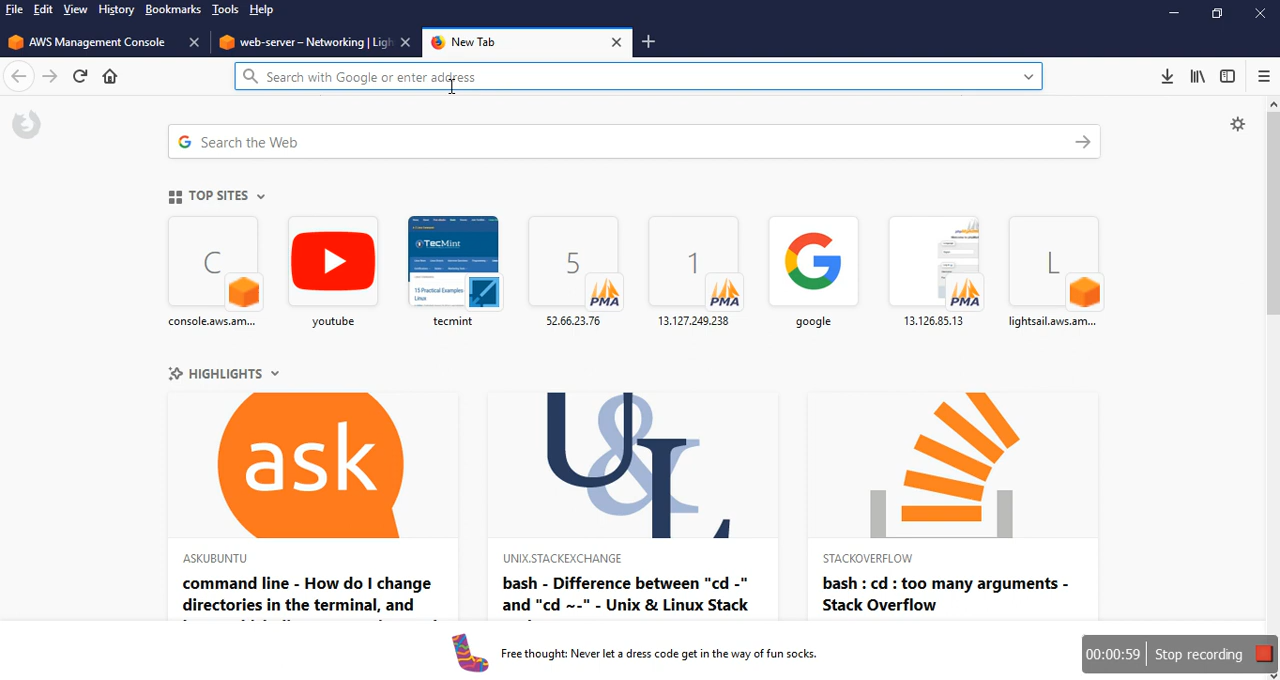 File Edit View History Bookmarks Tools Help
AWS Management Console web-server – Networking | Ligh New Tab
Search with Google or enter address
Search the Web
TOP SITES
C 5 1 L
TecMint
15 Practical Examples
Linux
PMA PMA PMA
console.aws.am... youtube tecmint 52.66.23.76 13.127.249.238 google 13.126.85.13 lightsail.aws.am...
HIGHLIGHTS
ask U&L
ASKUBUNTU UNIX.STACKEXCHANGE STACKOVERFLOW
command line - How do I change bash - Difference between "cd -" bash : cd : too many arguments -
directories in the terminal, and and "cd ~-" - Unix & Linux Stack Stack Overflow
Free thought: Never let a dress code get in the way of fun socks.
00:00:59 Stop recording